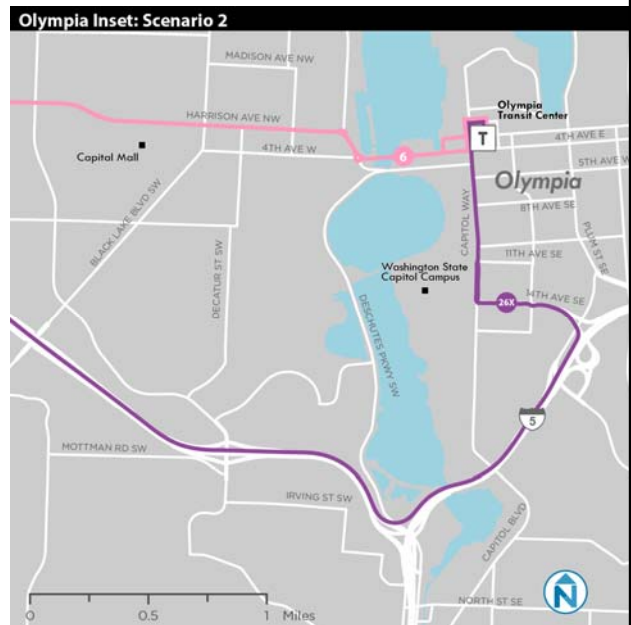 Olympia Inset: Scenario 2
MADISON AVE NW
Olympia
Transit Center
HARRISON AVE NW
T
4TH AVE E
Capital Mall
4TH AVE W
6
5TH AVE W
Olympia
BLACK LAKE BLVD SW
8TH AVE SE
CAPITOL WAY
PLUM ST SE
DECATUR ST SW
11TH AVE SE
Washington State
Capitol Campus
14TH AVE SE
26X
DESCHUTES PKWY SW
5
MOTTMAN RD SW
IRVING ST SW
CAPITOL BLVD
N
NORTH ST SE
0 0.5 1 Miles